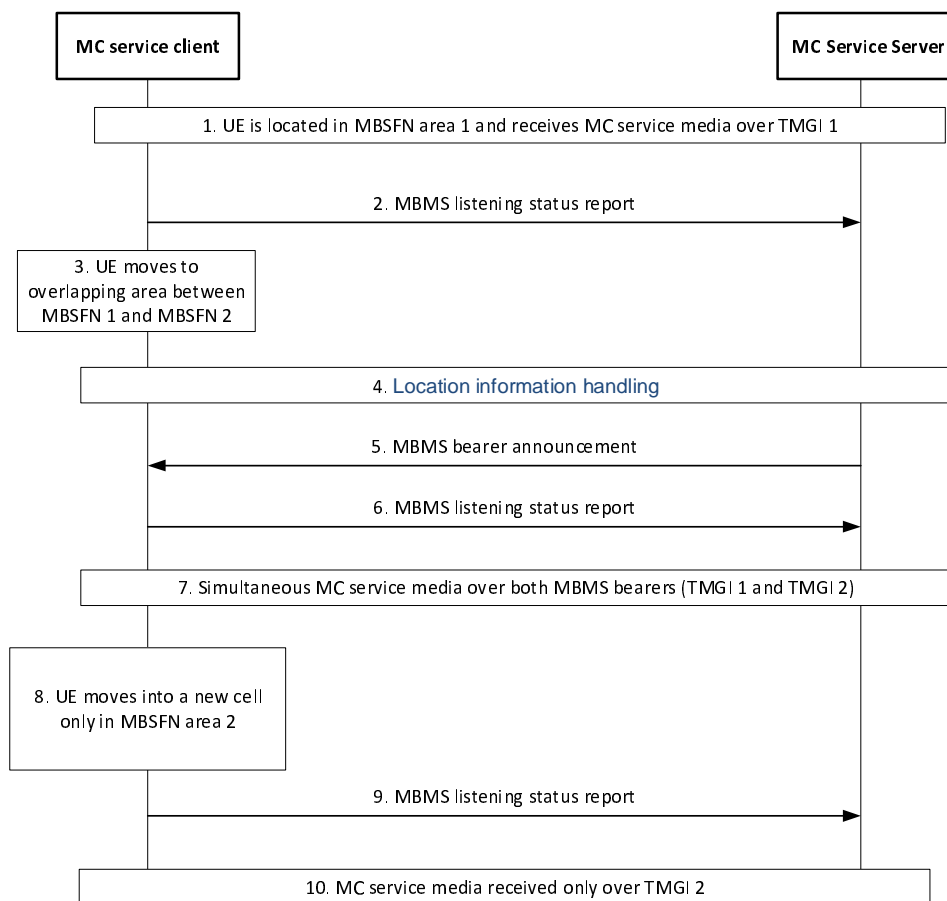 MC service client
MC Service Server
1. UE is located in MBSFN area 1 and receives MC service media over TMGI 1
2. MBMS listening status report
3. UE moves to
overlapping area between
MBSFN 1 and MBSFN 2
4. Location information handling
5. MBMS bearer announcement
6. MBMS listening status report
7. Simultaneous MC service media over both MBMS bearers (TMGI 1 and TMGI 2)
8. UE moves into a new cell
only in MBSFN area 2
9. MBMS listening status report
10. MC service media received only over TMGI 2